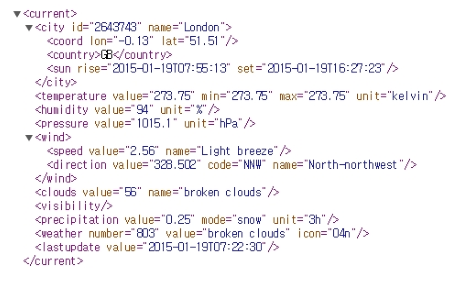 ▼<current>
▼<city id="2643743" name="London">
<coord lon="-0.13" lat="51.51"/>
<country>GB</country>
<sun rise="2015-01-19T07:55:13" set="2015-01-19T16:27:23"/>
</city>
<temperature value="273.75" min="273.75" max="273.75" unit="kelvin"/>
<humidity value="94" unit="%"/>
<pressure value="1015.1" unit="hPa"/>
▼<wind>
<speed value="2.56" name="Light breeze"/>
<direction value="328.502" code="NNW" name="North-northwest"/>
</wind>
<clouds value="56" name="broken clouds"/>
<visibility/>
<precipitation value="0.25" mode="snow" unit="3h"/>
<weather number="803" value="broken clouds" icon="04n"/>
<lastupdate value="2015-01-19T07:22:30"/>
</current>